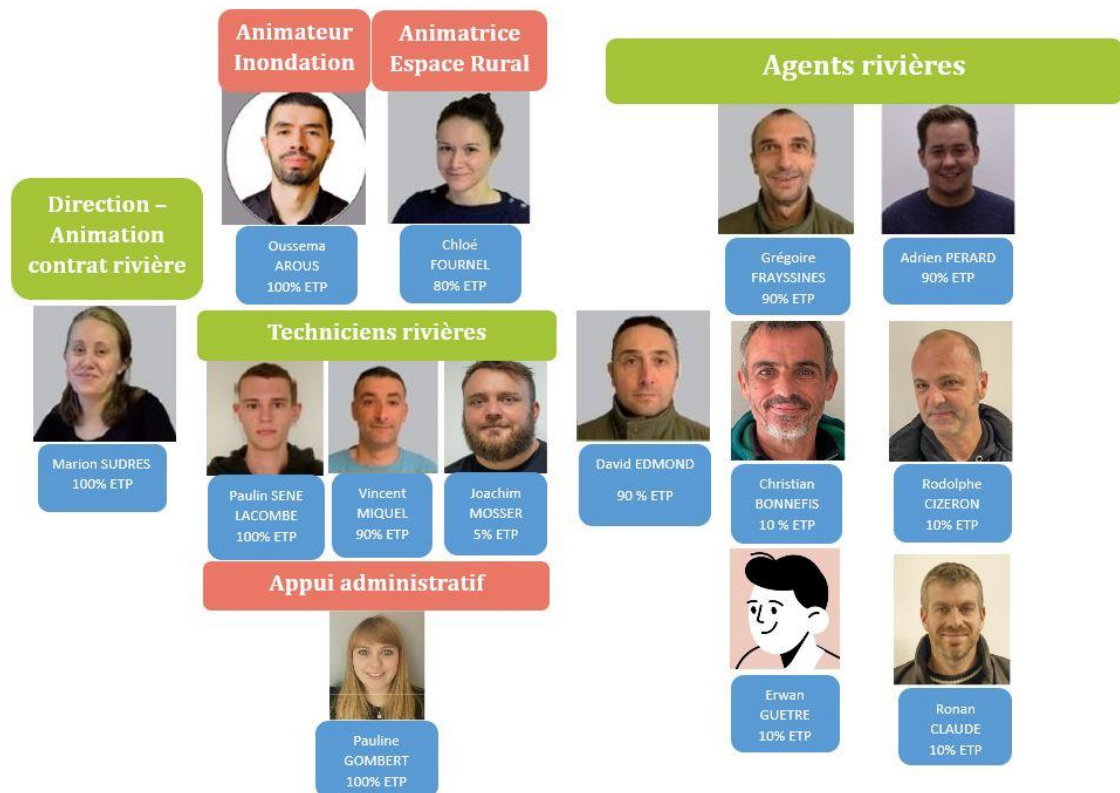 Animateur
Inondation
Animatrice
Espace Rural
Agents rivières
Oussema
AROUS
100% ETP
Chloé
FOURNEL
80% ETP
Grégoire
FRAYSSINES
90% ETP
Adrien PERARD
90% ETP
Direction –
Animation
contrat rivière
Marion SUDRES
100% ETP
Techniciens rivières
Paulin SENE
LACOMBE
100% ETP
Vincent
MIQUEL
90% ETP
Joachim
MOSSER
5% ETP
David EDMOND
90 % ETP
Christian
BONNEFIS
10 % ETP
Rodolphe
CIZERON
10% ETP
Appui administratif
Pauline
GOMBERT
100% ETP
Erwan
GUETRE
10% ETP
Ronan
CLAUDE
10% ETP